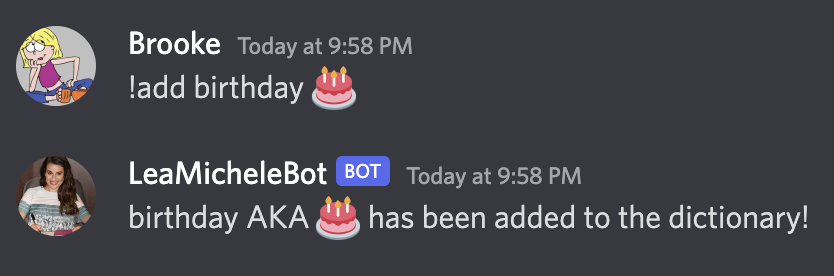 Brooke Today at 9:58 PM
!add birthday 🎂
LeaMicheleBot BOT Today at 9:58 PM
birthday AKA 🎂 has been added to the dictionary!